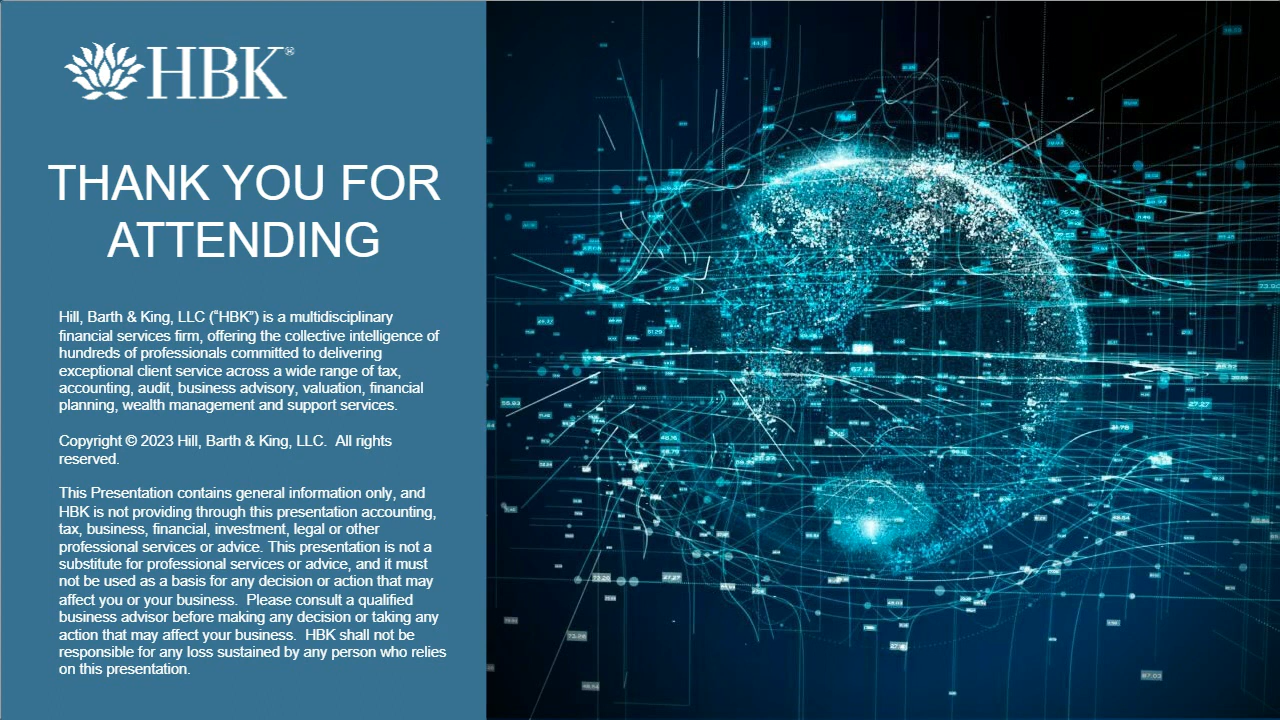 HBK®
THANK YOU FOR
ATTENDING
Hill, Barth & King, LLC (“HBK”) is a multidisciplinary
financial services firm, offering the collective intelligence of
hundreds of professionals committed to delivering
exceptional client service across a wide range of tax,
accounting, audit, business advisory, valuation, financial
planning, wealth management and support services.
Copyright © 2023 Hill, Barth & King, LLC.  All rights
reserved.
This Presentation contains general information only, and
HBK is not providing through this presentation accounting,
tax, business, financial, investment, legal or other
professional services or advice. This presentation is not a
substitute for professional services or advice, and it must
not be used as a basis for any decision or action that may
affect you or your business.  Please consult a qualified
business advisor before making any decision or taking any
action that may affect your business.  HBK shall not be
responsible for any loss sustained by any person who relies
on this presentation.
67.44
27.27